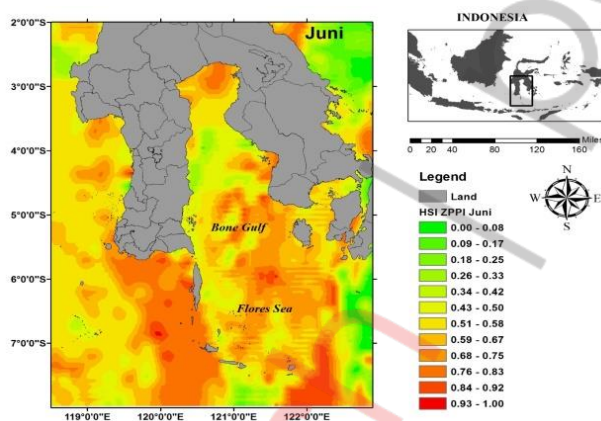 Juni
2°0'0"S
3°0'0"S
4°0'0"S
5°0'0"S
6°0'0"S
7°0'0"S
Bone Gulf
Flores Sea
119°0'0"E 120°0'0"E 121°0'0"E 122°0'0"E
INDONESIA
Miles
0 20 40 80 120 160
N
W E
S
Legend
Land
HSI ZPPI Juni
0.00 - 0.08
0.09 - 0.17
0.18 - 0.25
0.26 - 0.33
0.34 - 0.42
0.43 - 0.50
0.51 - 0.58
0.59 - 0.67
0.68 - 0.75
0.76 - 0.83
0.84 - 0.92
0.93 - 1.00